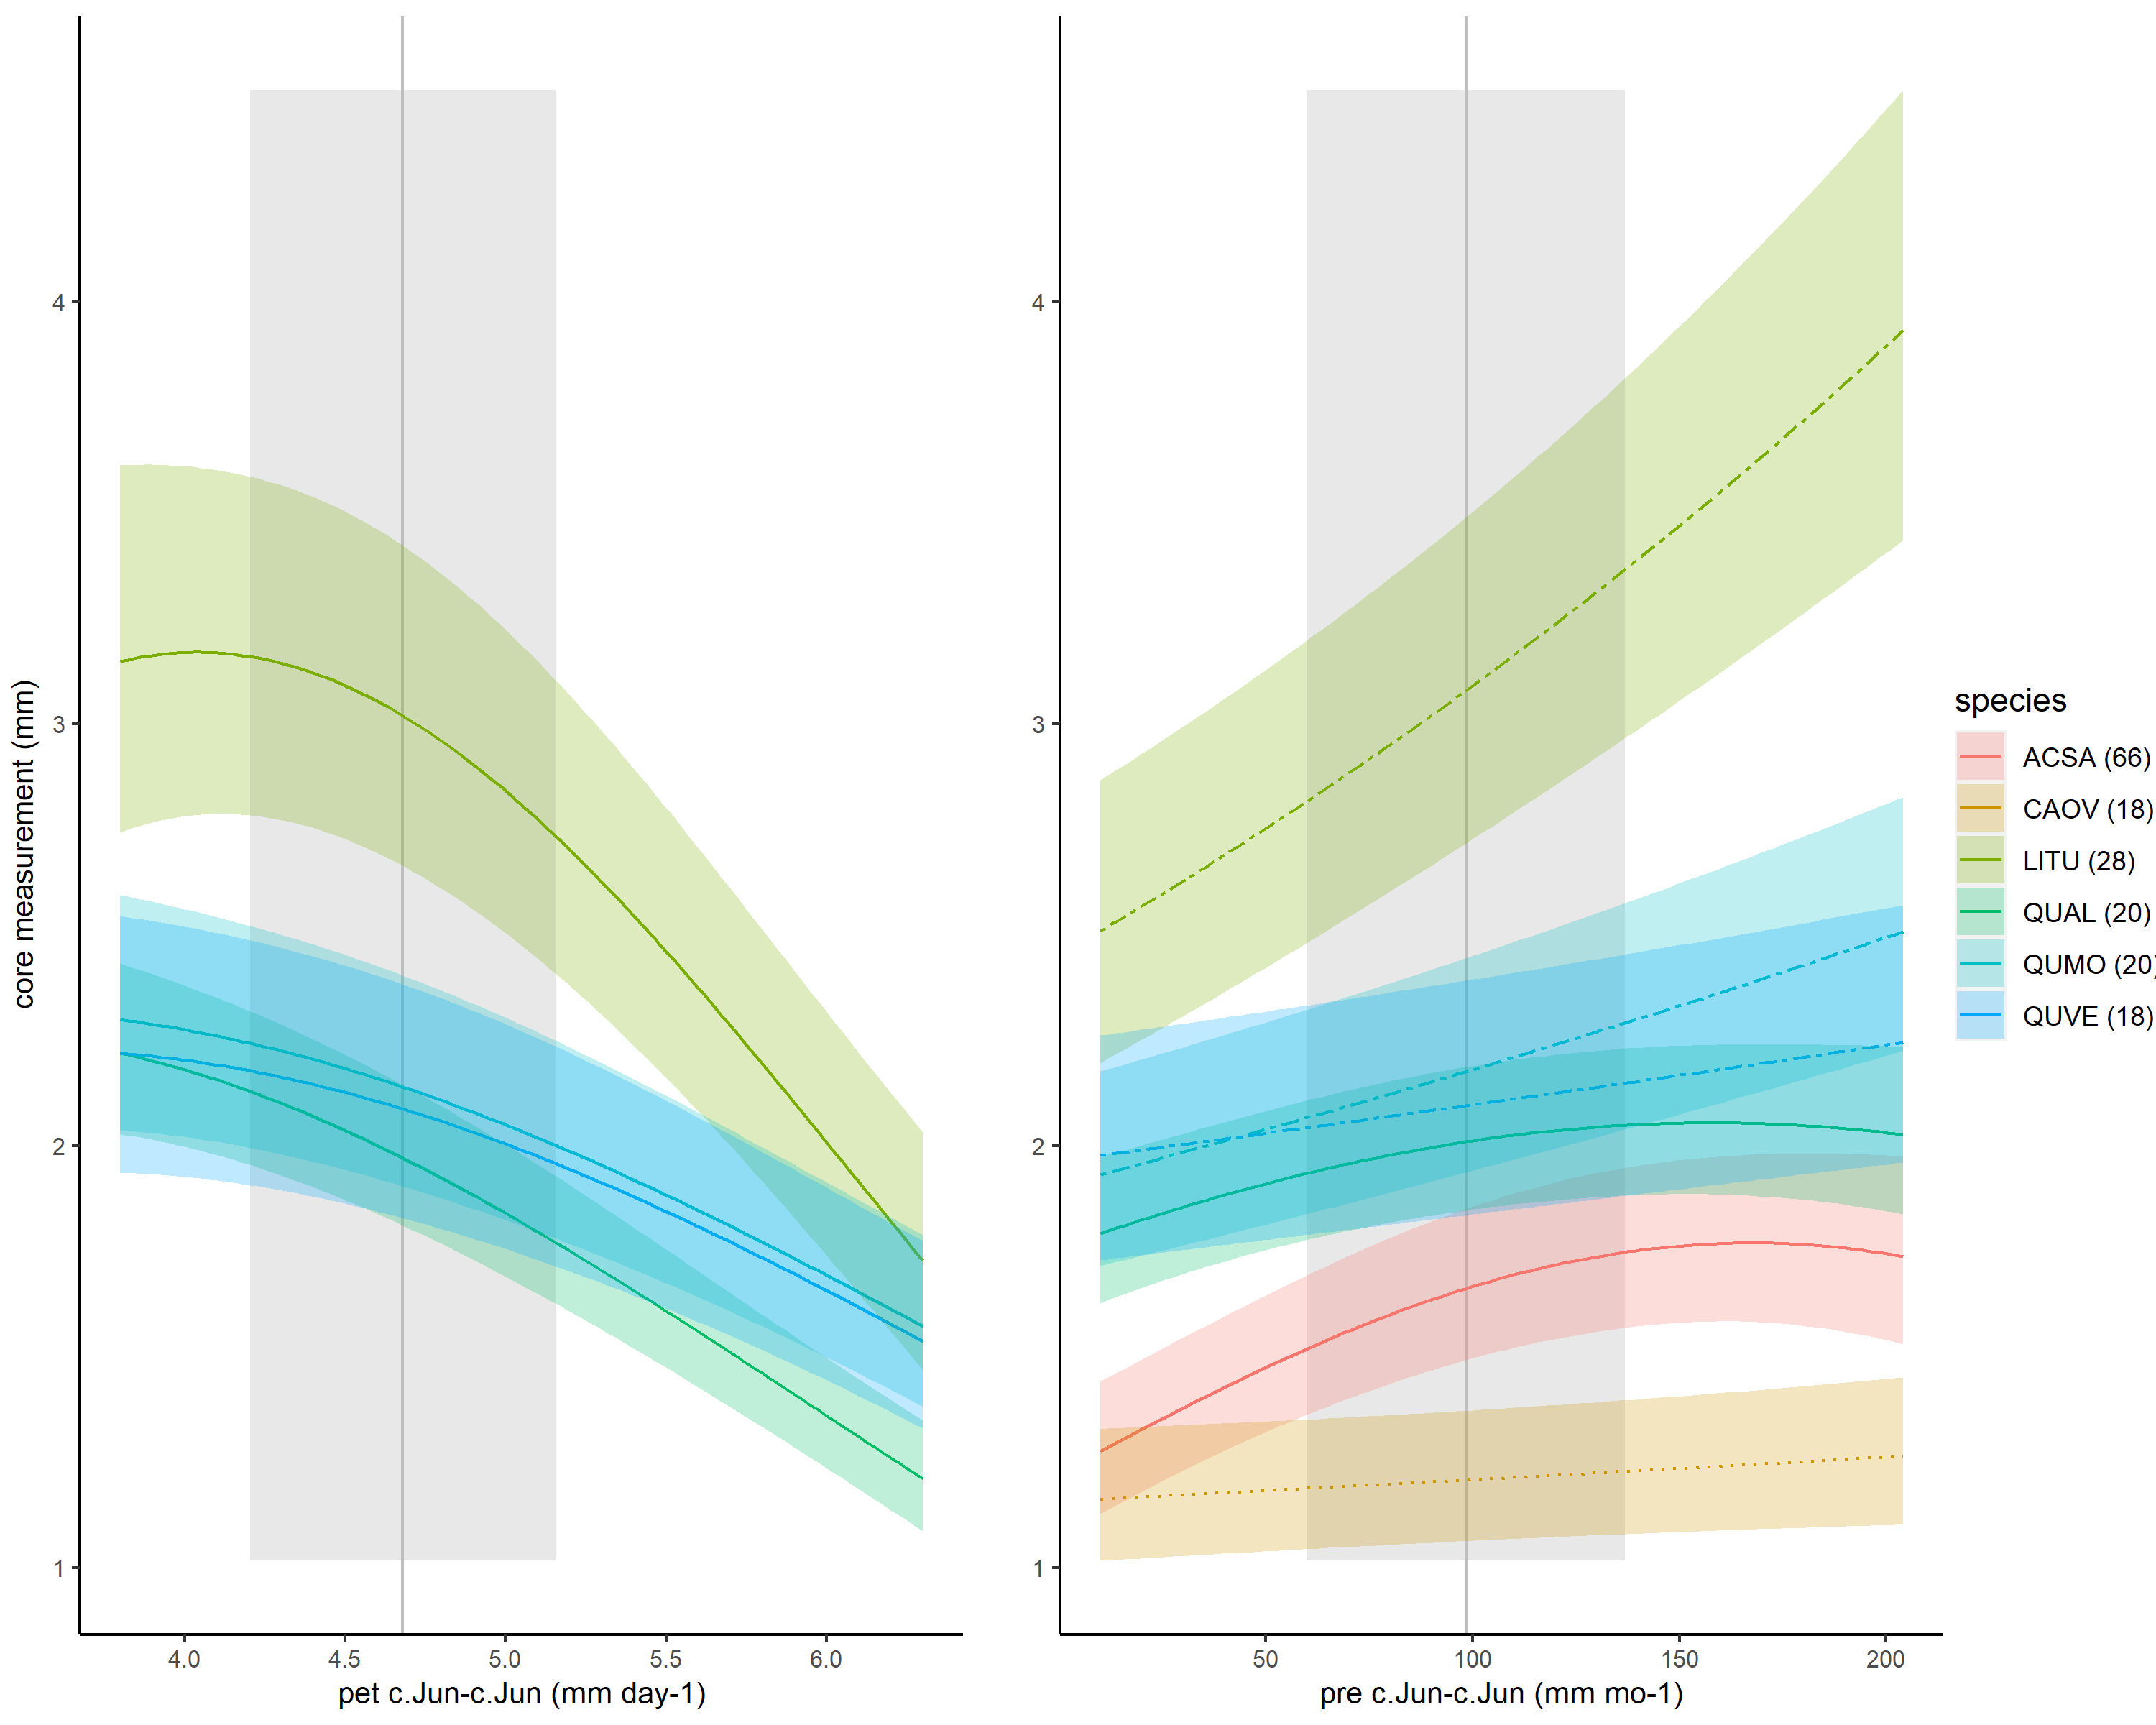 core measurement (mm)
4
3
2
1
4.0 4.5 5.0 5.5 6.0
pet c.Jun-c.Jun (mm day-1)
4
3
2
1
50 100 150 200
pre c.Jun-c.Jun (mm mo-1)
species
ACSA (66)
CAOV (18)
LITU (28)
QUAL (20)
QUMO (20)
QUVE (18)